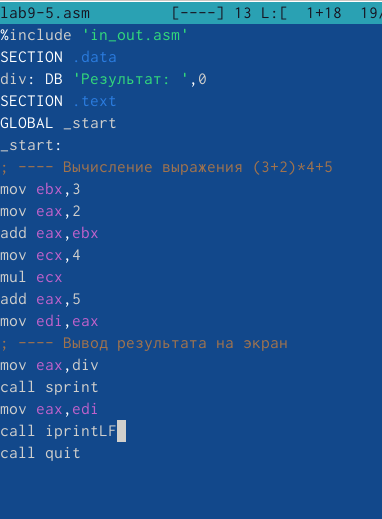 lab9-5.asm [----] 13 L:[ 1+18 19/
%include 'in_out.asm'
SECTION .data
div: DB 'Результат: ',0
SECTION .text
GLOBAL _start
_start:
; ---- Вычисление выражения (3+2)*4+5
mov ebx,3
mov eax,2
add eax,ebx
mov ecx,4
mul ecx
add eax,5
mov edi,eax
; ---- Вывод результата на экран
mov eax,div
call sprint
mov eax,edi
call iprintLF
call quit